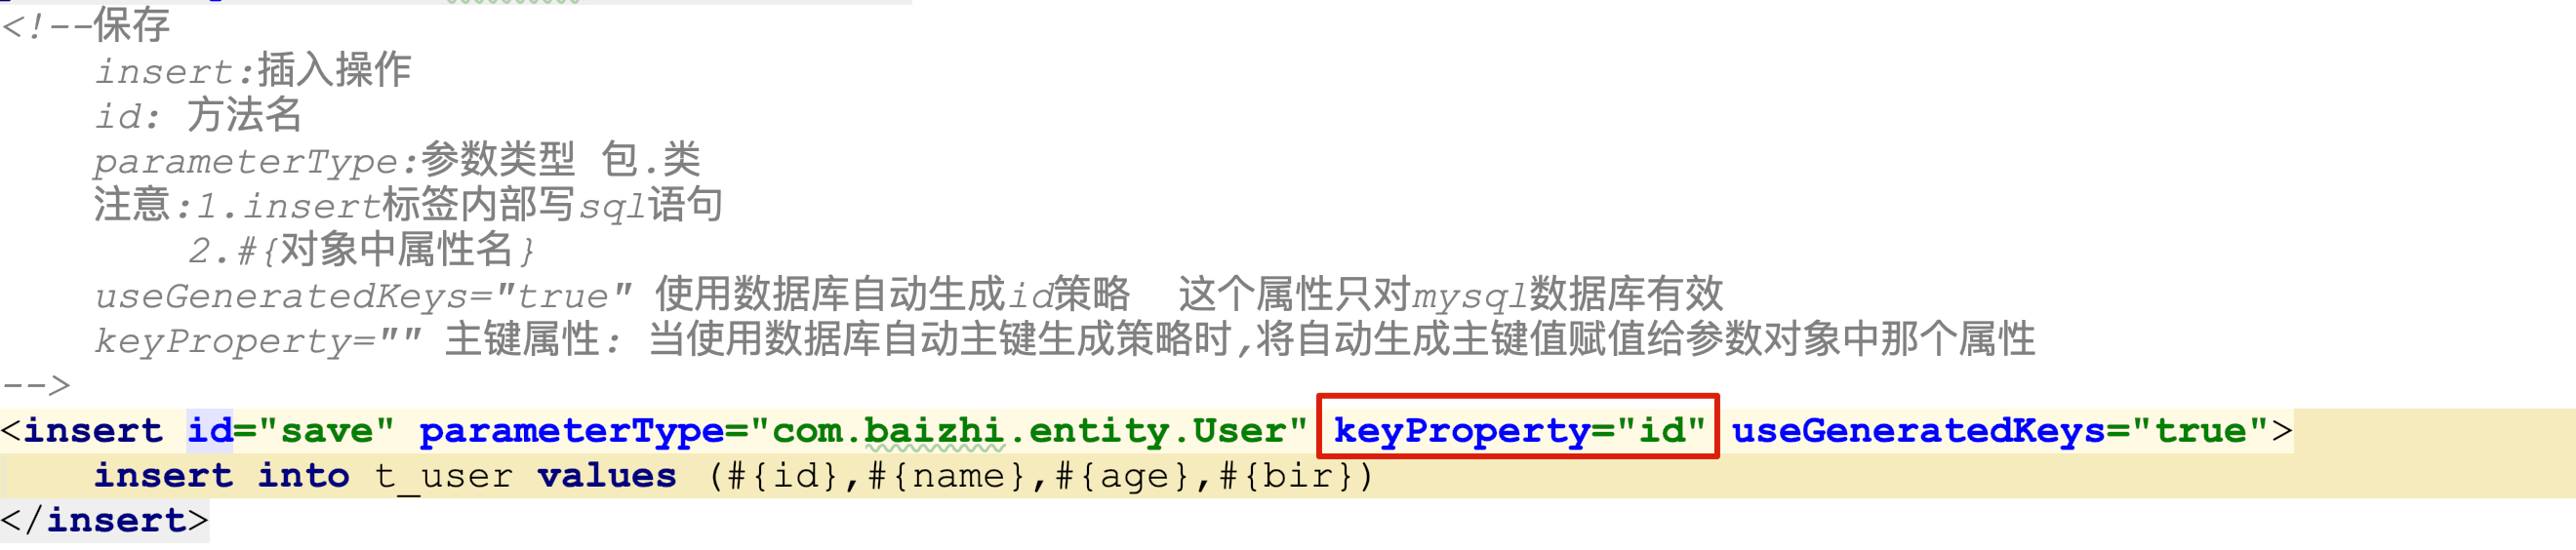 <!--保存
insert:插入操作
id: 方法名
parameterType:参数类型 包.类
注意:1.insert标签内部写sql语句
2.#{对象中属性名}
useGeneratedKeys="true" 使用数据库自动生成id策略 这个属性只对mysql数据库有效
keyProperty="" 主键属性: 当使用数据库自动主键生成策略时,将自动生成主键值赋值给参数对象中那个属性
-->
<insert id="save" parameterType="com.baizhi.entity.User" keyProperty="id" useGeneratedKeys="true">
insert into t_user values (#{id},#{name},#{age},#{bir})
</insert>